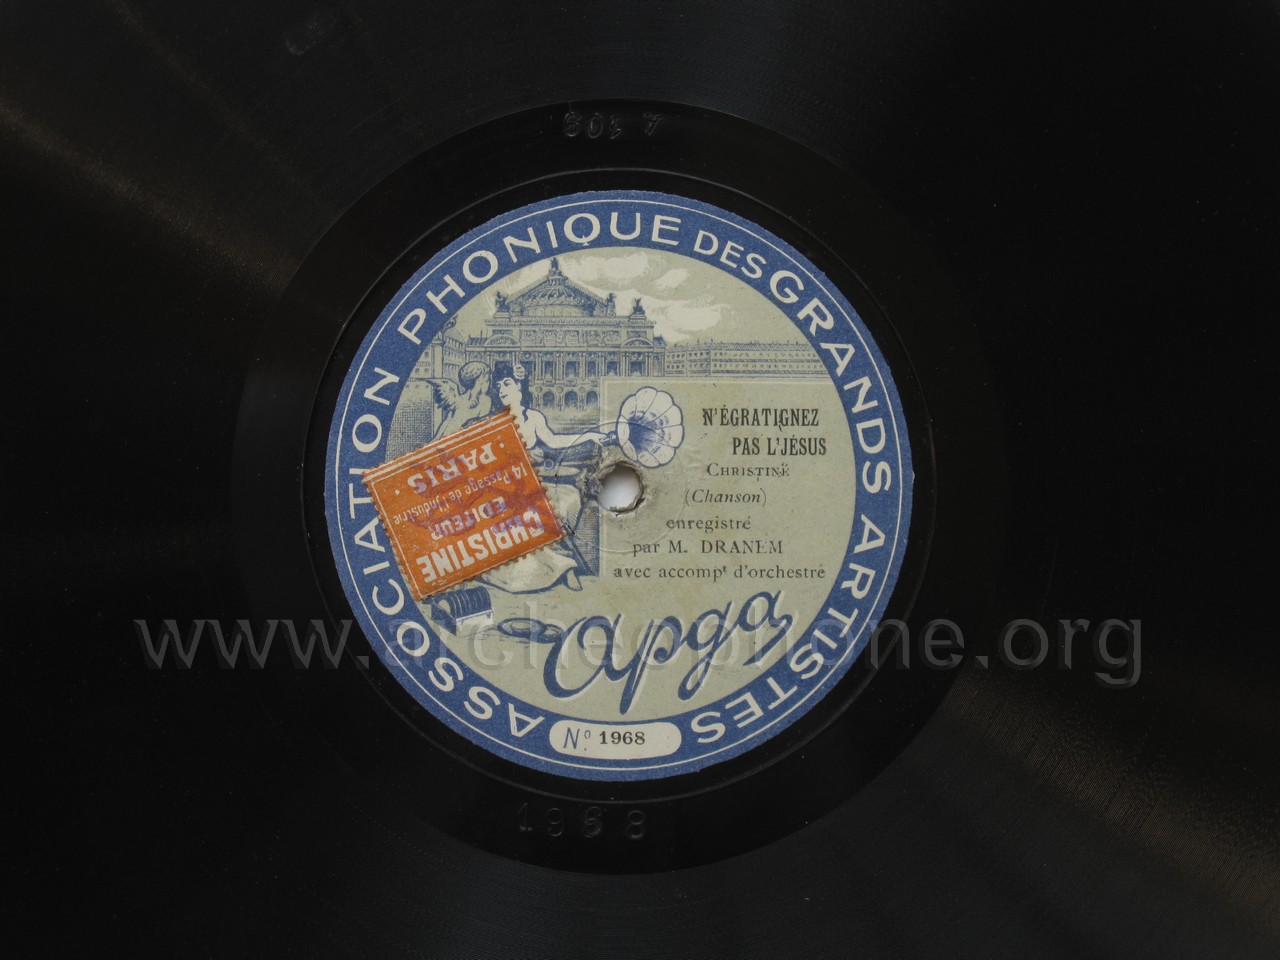 A 309
ASSOCIATION PHONIQUE DES GRANDS ARTISTES
N'ÉGRATIGNEZ
PAS L'JÉSUS
CHRISTINÉ
(Chanson)
enregistré
par M. DRANEM
avec accompt d'orchestre
CHRISTINE
EDITEUR
14 Passage de l'Industrie
· PARIS ·
Apga
No. 1968
1968
www.archeophone.org